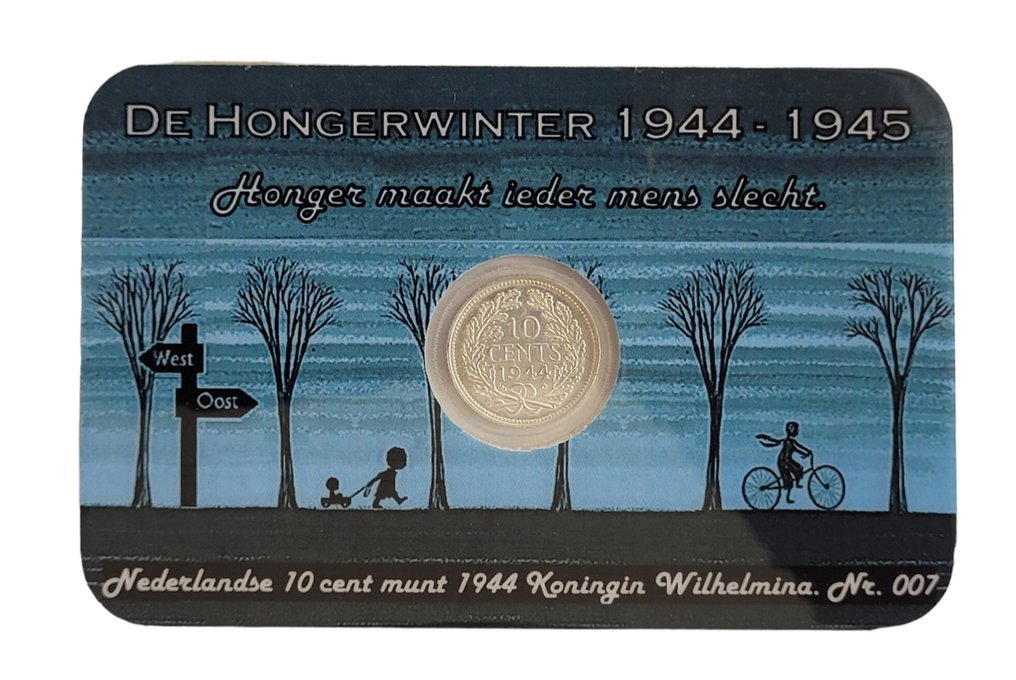 DE HONGERWINTER 1944 - 1945
Honger maakt ieder mens slecht.
West
Oost
10
CENTS
1944
Nederlandse 10 cent munt 1944 Koningin Wilhelmina. Nr. 007